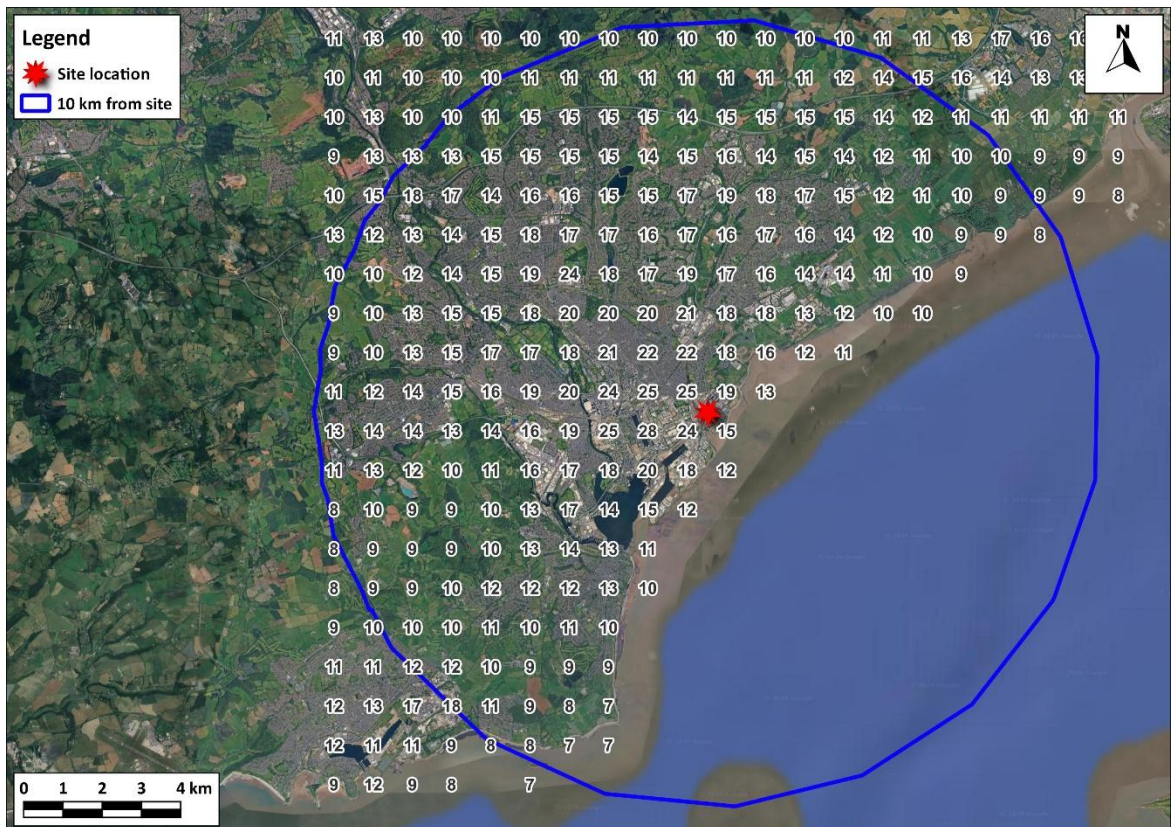 Legend
Site location
10 km from site
N
11 13 10 10 10 10 10 10 10 10 10 10 10 10 11 11 13 17 16
10 11 10 10 10 11 11 11 11 11 11 11 11 12 14 15 16 14 13
10 13 10 10 11 15 15 15 15 14 15 15 15 15 14 12 11 11 11 11 11
9 13 13 13 15 15 15 15 14 15 16 14 15 14 12 11 10 10 9 9 9
10 15 18 17 14 16 16 15 15 17 19 18 17 15 12 11 10 9 9 9 8
13 12 13 14 15 18 17 17 16 17 16 17 16 14 12 10 9 9 8
10 10 12 14 15 19 24 18 17 19 17 16 14 14 11 10 9
9 10 13 15 15 18 20 20 20 21 18 18 13 12 10 10
9 10 13 15 17 17 18 21 22 22 18 16 12 11
11 12 14 15 16 19 20 24 25 25 19 13
13 14 14 13 14 16 19 25 28 24 15
11 13 12 10 11 16 17 18 20 18 12
8 10 9 9 10 13 17 14 15 12
8 9 9 9 10 13 14 13 11
8 9 9 10 12 12 12 13 10
9 10 10 10 11 10 11 10
11 11 12 12 10 9 9 9
12 13 17 18 11 9 8 7
12 11 11 9 8 8 7 7
9 12 9 8 7
0 1 2 3 4 km